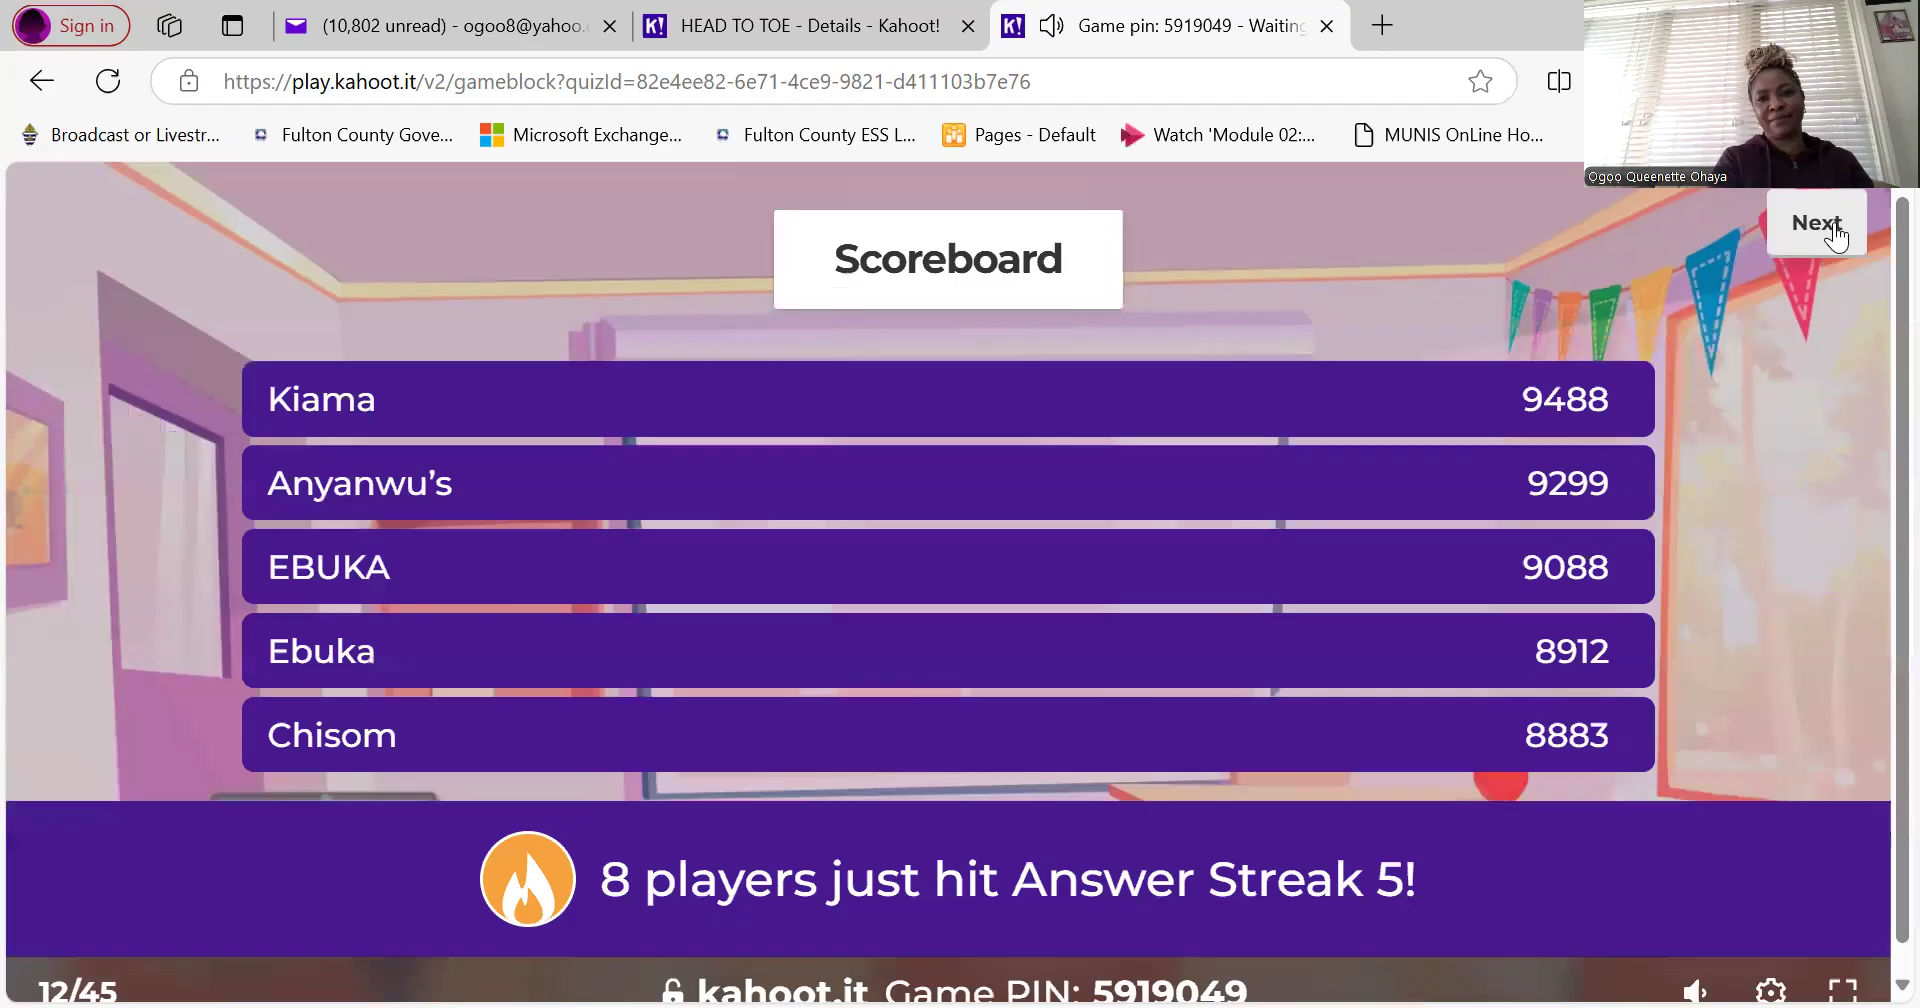 Sign in
(10,802 unread) - ogoo8@yahoo.
K! HEAD TO TOE - Details - Kahoot!
K! Game pin: 5919049 - Waiting
https://play.kahoot.it/v2/gameblock?quizId=82e4ee82-6e71-4ce9-9821-d411103b7e76
Broadcast or Livestr...
Fulton County Gove...
Microsoft Exchange...
Fulton County ESS L...
Pages - Default
Watch 'Module 02:...
MUNIS OnLine Ho...
Ogoo Queenette Ohaya
Next
Scoreboard
Kiama 9488
Anyanwu’s 9299
EBUKA 9088
Ebuka 8912
Chisom 8883
8 players just hit Answer Streak 5!
12/45
kahoot.it Game PIN: 5919049